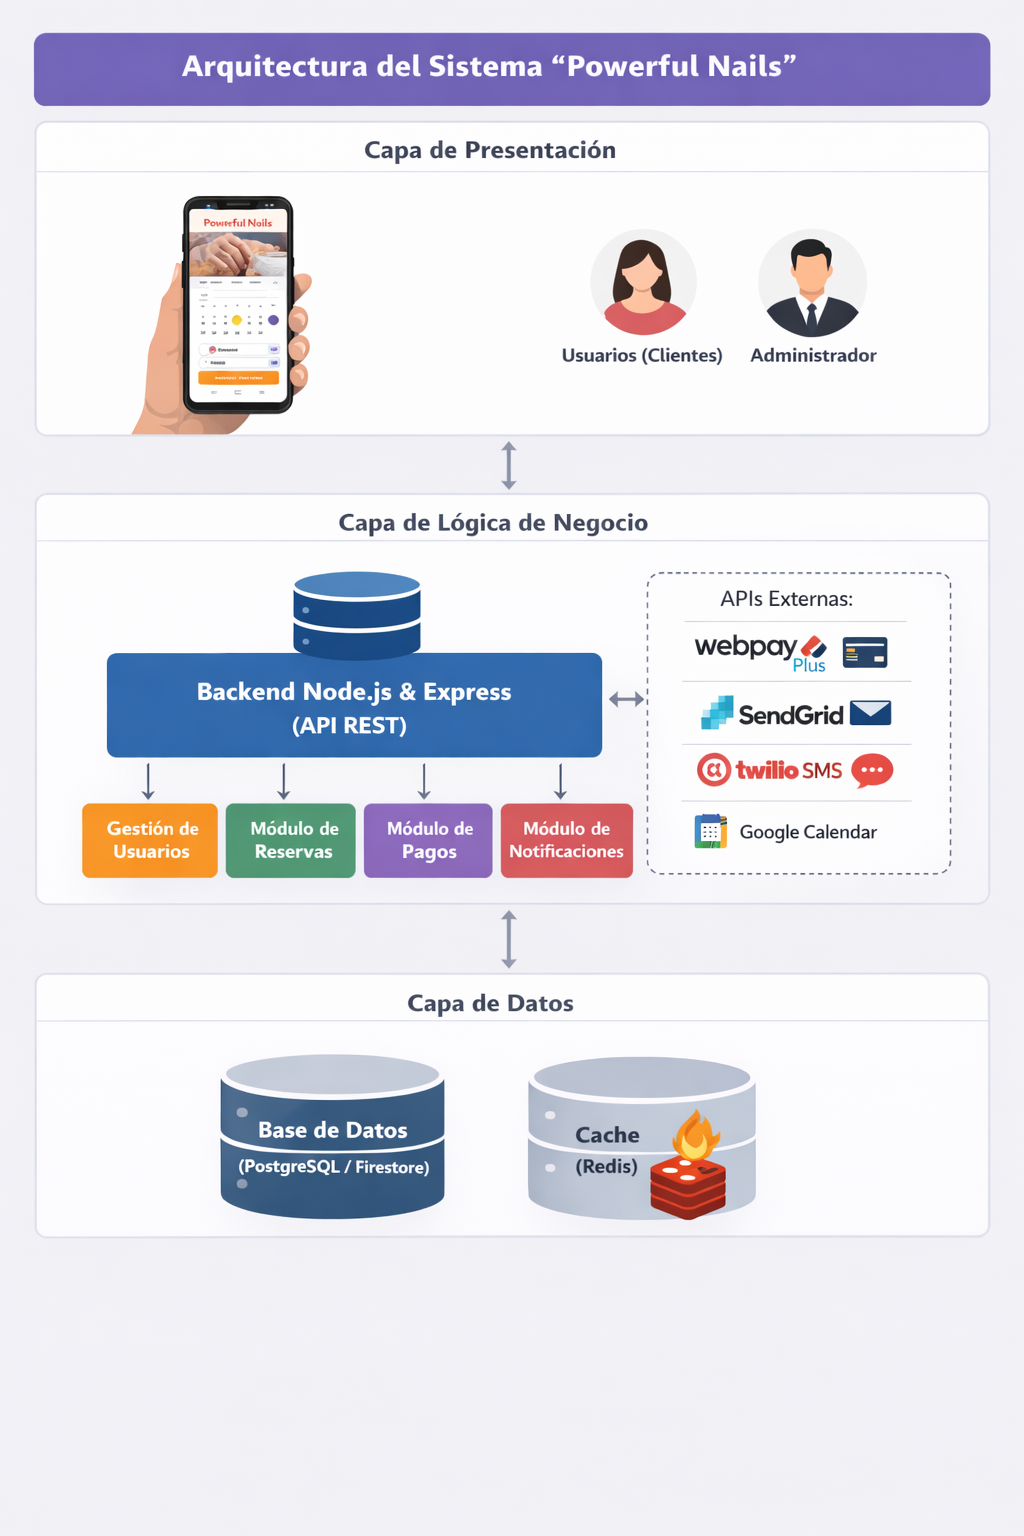 Arquitectura del Sistema “Powerful Nails”
Capa de Presentación
Powerful Nails
Usuarios (Clientes)
Administrador
Capa de Lógica de Negocio
Backend Node.js & Express
(API REST)
Gestión de
Usuarios
Módulo de
Reservas
Módulo de
Pagos
Módulo de
Notificaciones
APIs Externas:
webpay
Plus
SendGrid
twilio SMS
Google Calendar
Capa de Datos
Base de Datos
(PostgreSQL / Firestore)
Cache
(Redis)